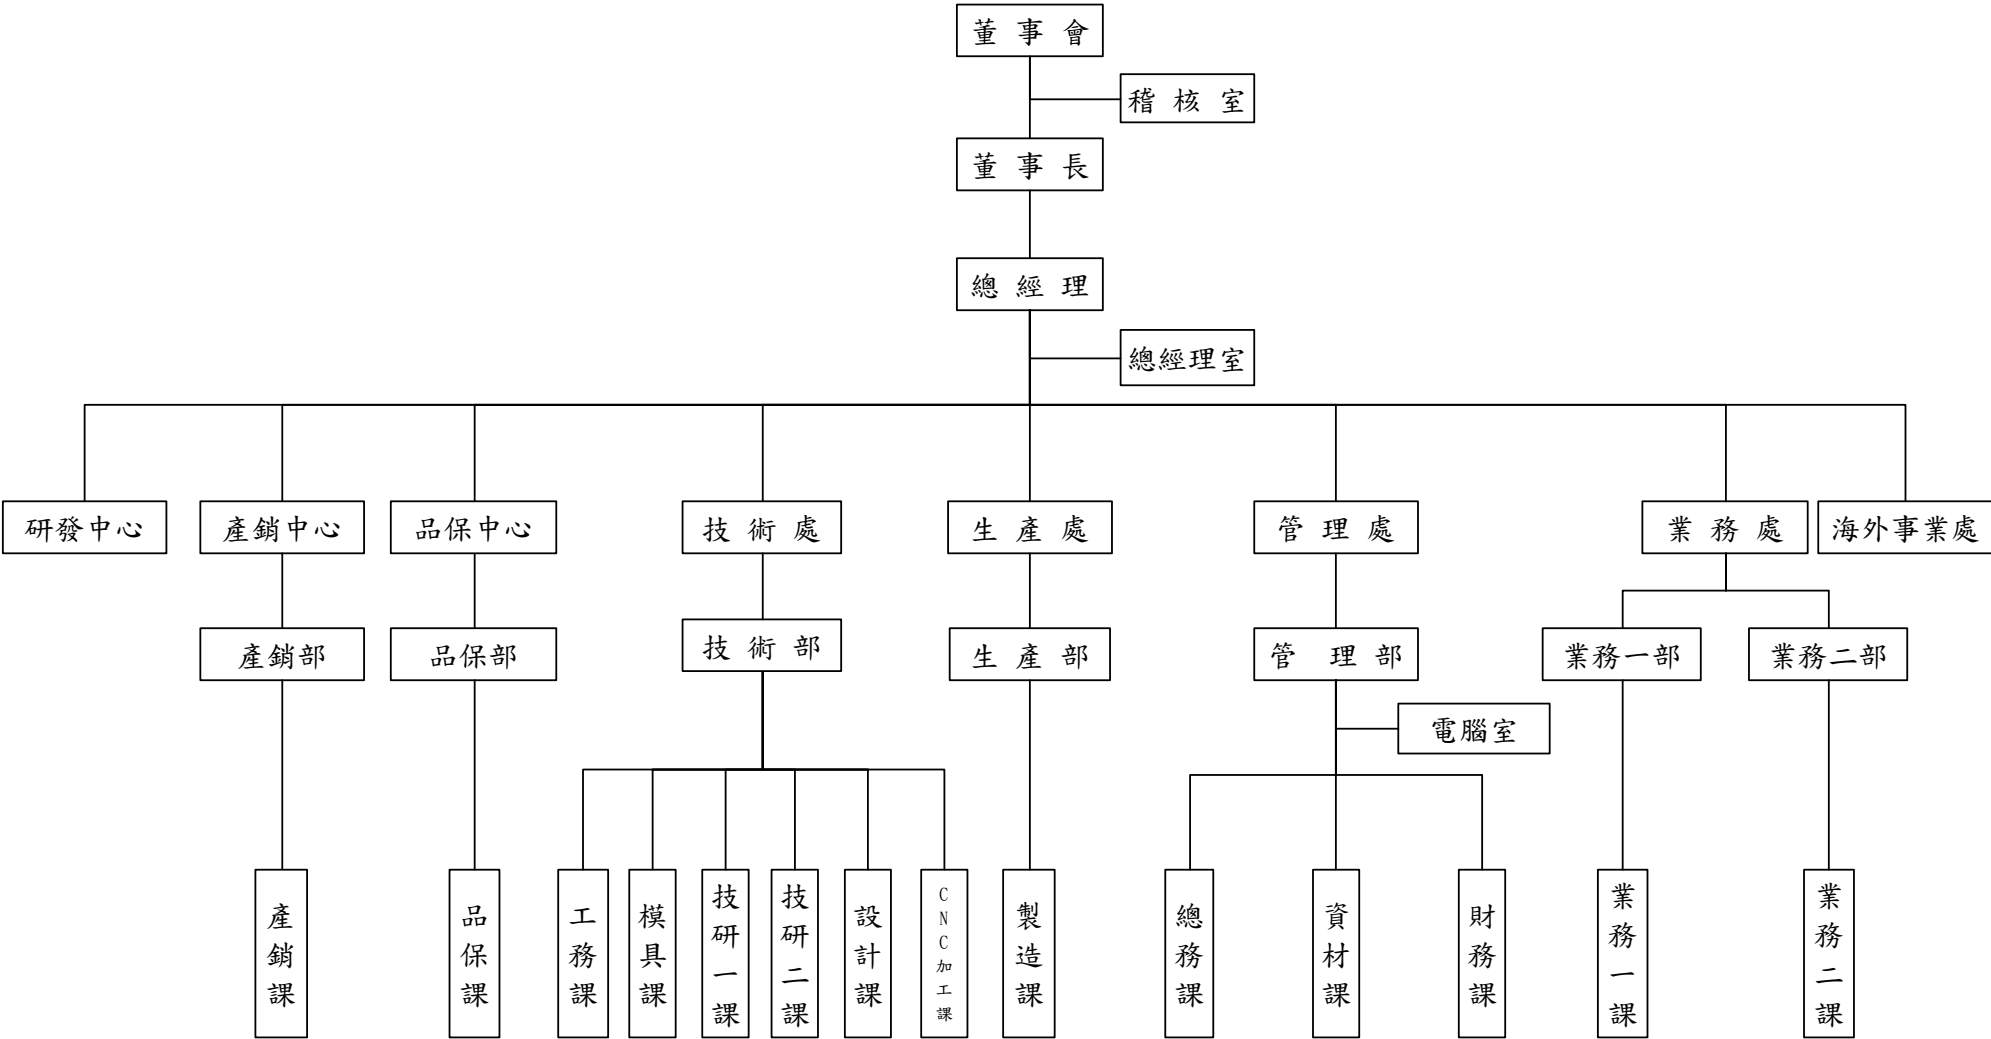 董事會
稽核室
董事長
總經理
總經理室
研發中心
產銷中心
品保中心
技術處
生產處
管理處
業務處
海外事業處
產銷部
品保部
技術部
生產部
管理部
業務一部
業務二部
電腦室
產銷課
品保課
工務課
模具課
技研一課
技研二課
設計課
CNC加工課
製造課
總務課
資材課
財務課
業務一課
業務二課